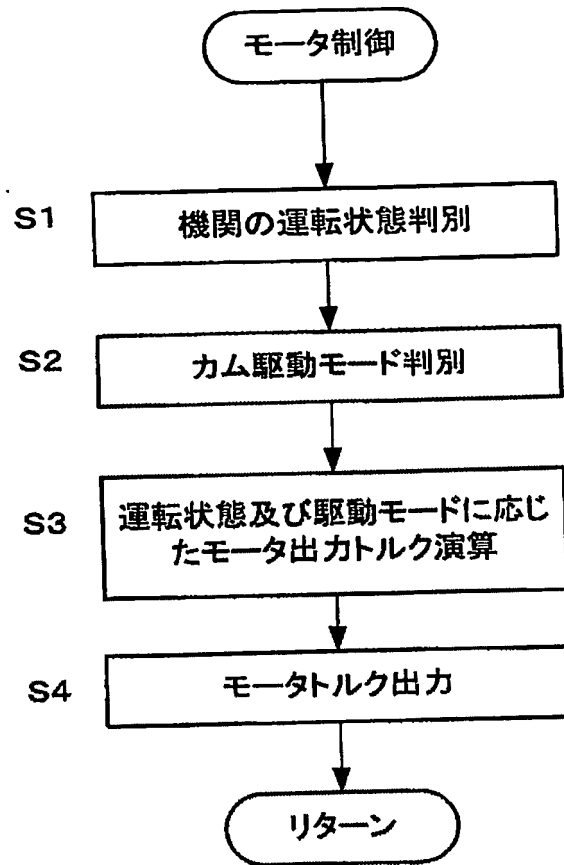 モータ制御
S1
機関の運転状態判別
S2
カム駆動モード判別
S3
運転状態及び駆動モードに応じ
たモータ出力トルク演算
S4
モータトルク出力
リターン